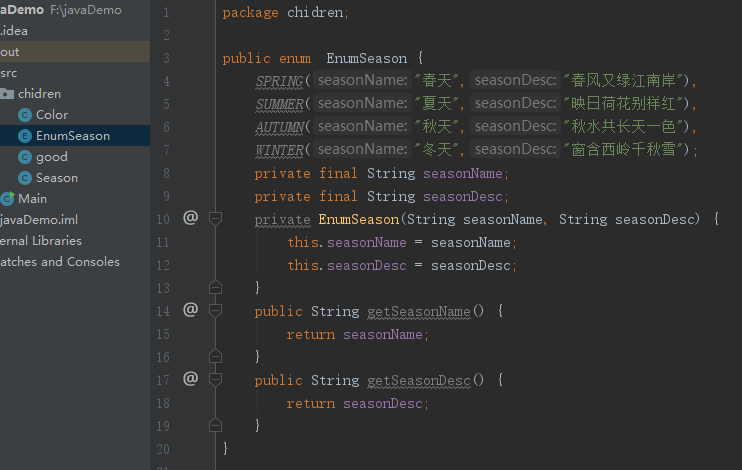 aDemo F:\javaDemo
.idea
out
src
chidren
Color
EnumSeason
good
Season
Main
javaDemo.iml
ernal Libraries
atches and Consoles
1 package chidren;
2
3 public enum EnumSeason {
4 SPRING( seasonName: "春天", seasonDesc: "春风又绿江南岸"),
5 SUMMER( seasonName: "夏天", seasonDesc: "映日荷花别样红"),
6 AUTUMN( seasonName: "秋天", seasonDesc: "秋水共长天一色"),
7 WINTER( seasonName: "冬天", seasonDesc: "窗含西岭千秋雪");
8 private final String seasonName;
9 private final String seasonDesc;
10 @ private EnumSeason(String seasonName, String seasonDesc) {
11 this.seasonName = seasonName;
12 this.seasonDesc = seasonDesc;
13 }
14 @ public String getSeasonName() {
15 return seasonName;
16 }
17 @ public String getSeasonDesc() {
18 return seasonDesc;
19 }
20 }